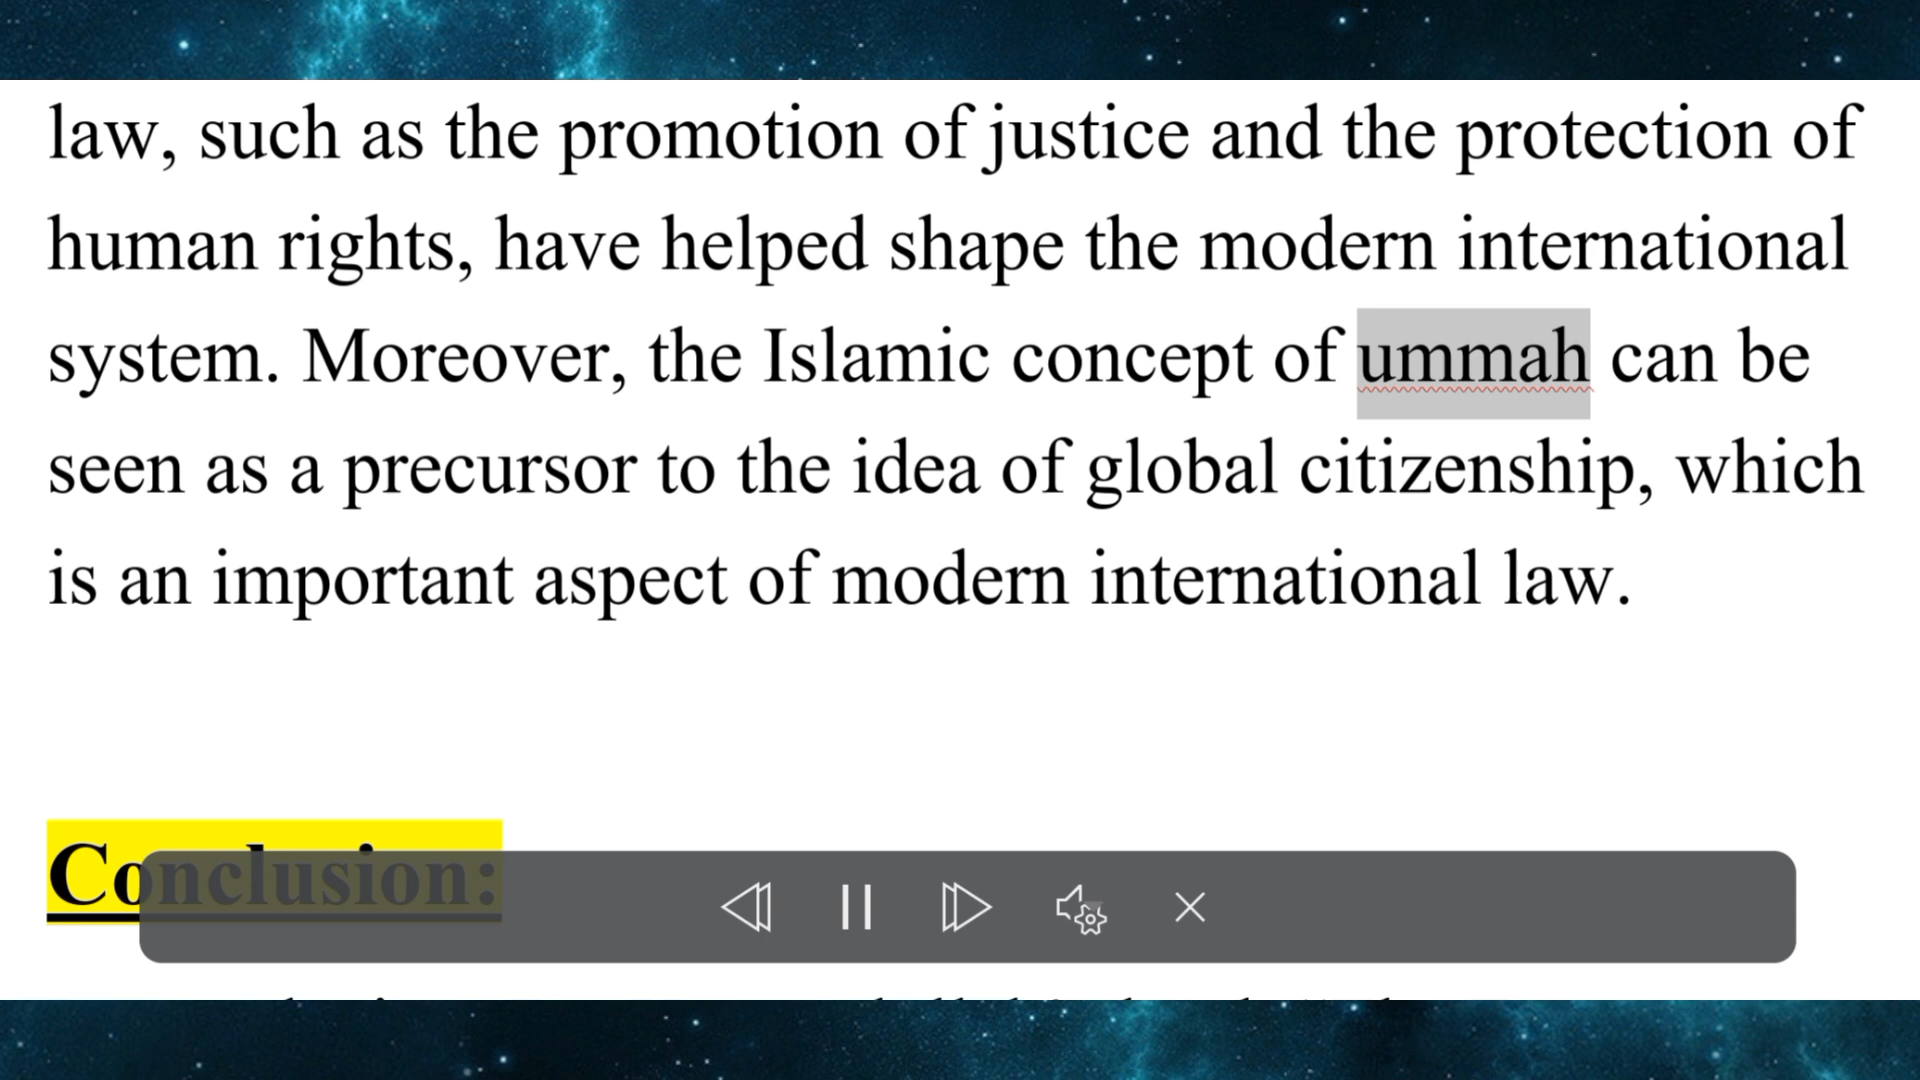 law, such as the promotion of justice and the protection of
human rights, have helped shape the modern international
system. Moreover, the Islamic concept of ummah can be
seen as a precursor to the idea of global citizenship, which
is an important aspect of modern international law.
Conclusion: